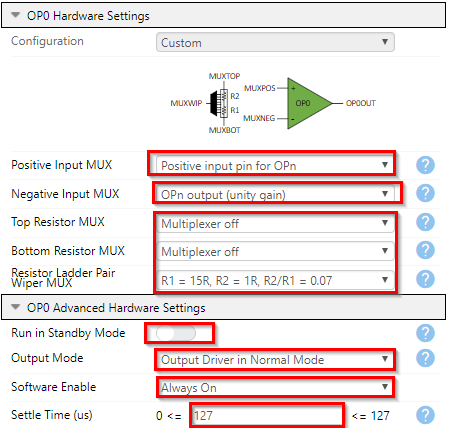 OP0 Hardware Settings
Configuration Custom
MUXTOP
R2
MUXPOS +
MUXWIP OP0 OP0OUT
R1
MUXNEG -
MUXBOT
Positive Input MUX Positive input pin for OPn ?
Negative Input MUX OPn output (unity gain) ?
Top Resistor MUX Multiplexer off ?
Bottom Resistor MUX Multiplexer off ?
Resistor Ladder Pair
Wiper MUX R1 = 15R, R2 = 1R, R2/R1 = 0.07 ?
OP0 Advanced Hardware Settings
Run in Standby Mode ?
Output Mode Output Driver in Normal Mode ?
Software Enable Always On ?
Settle Time (us) 0 <= 127 <= 127